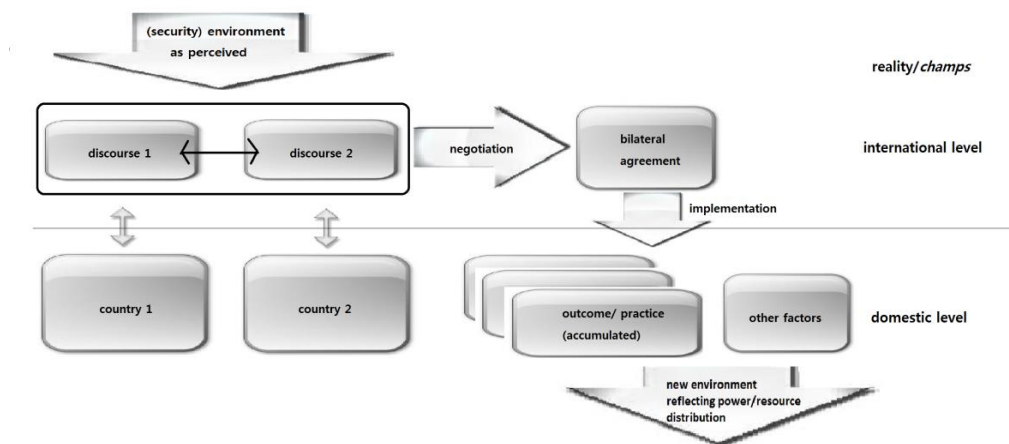 (security) environment
as perceived
reality/champs
discourse 1
discourse 2
negotiation
bilateral
agreement
international level
implementation
country 1
country 2
outcome/ practice
(accumulated)
other factors
domestic level
new environment
reflecting power/resource
distribution